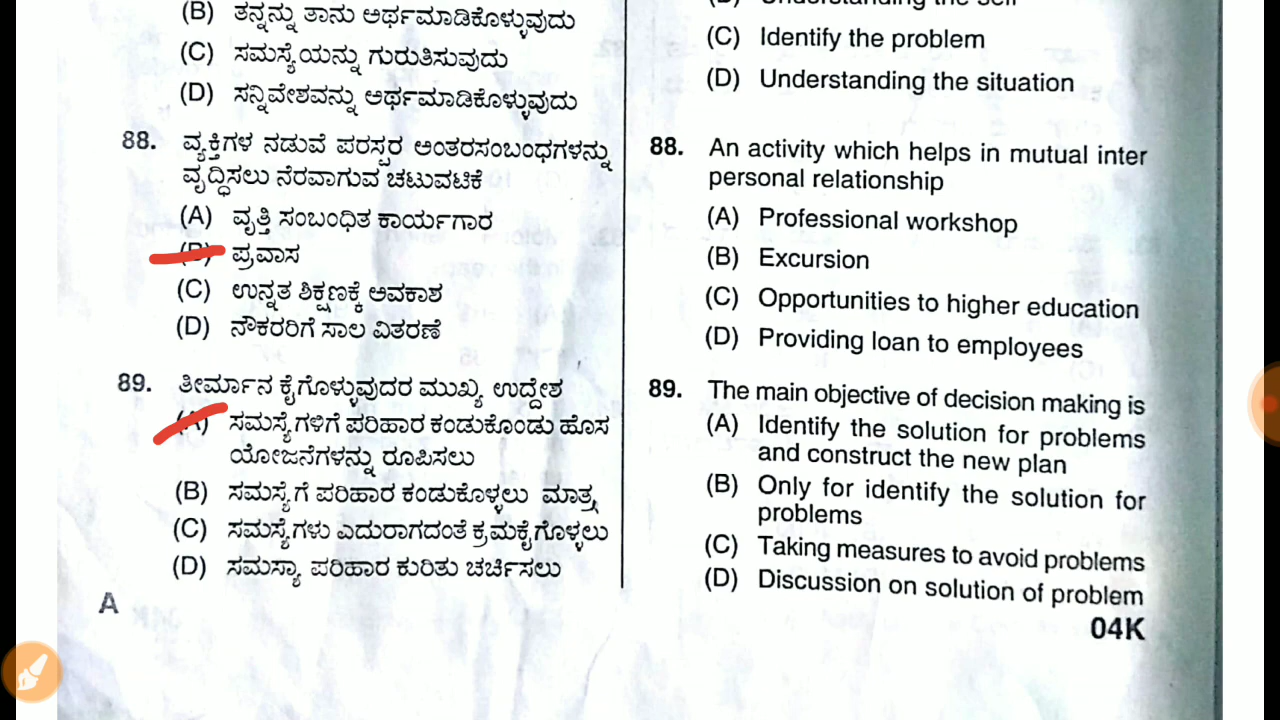 (B) ತನ್ನನ್ನು ತಾನು ಅರ್ಥಮಾಡಿಕೊಳ್ಳುವುದು
(C) ಸಮಸ್ಯೆಯನ್ನು ಗುರುತಿಸುವುದು
(D) ಸನ್ನಿವೇಶವನ್ನು ಅರ್ಥಮಾಡಿಕೊಳ್ಳುವುದು
88. ವ್ಯಕ್ತಿಗಳ ನಡುವೆ ಪರಸ್ಪರ ಅಂತರಸಂಬಂಧಗಳನ್ನು
ವೃದ್ಧಿಸಲು ನೆರವಾಗುವ ಚಟುವಟಿಕೆ
(A) ವೃತ್ತಿ ಸಂಬಂಧಿತ ಕಾರ್ಯಗಾರ
(B) ಪ್ರವಾಸ
(C) ಉನ್ನತ ಶಿಕ್ಷಣಕ್ಕೆ ಅವಕಾಶ
(D) ನೌಕರರಿಗೆ ಸಾಲ ವಿತರಣೆ
89. ತೀರ್ಮಾನ ಕೈಗೊಳ್ಳುವುದರ ಮುಖ್ಯ ಉದ್ದೇಶ
(A) ಸಮಸ್ಯೆಗಳಿಗೆ ಪರಿಹಾರ ಕಂಡುಕೊಂಡು ಹೊಸ
ಯೋಜನೆಗಳನ್ನು ರೂಪಿಸಲು
(B) ಸಮಸ್ಯೆಗೆ ಪರಿಹಾರ ಕಂಡುಕೊಳ್ಳಲು ಮಾತ್ರ
(C) ಸಮಸ್ಯೆಗಳು ಎದುರಾಗದಂತೆ ಕ್ರಮಕೈಗೊಳ್ಳಲು
(D) ಸಮಸ್ಯಾ ಪರಿಹಾರ ಕುರಿತು ಚರ್ಚಿಸಲು
A
(B) Understanding the self
(C) Identify the problem
(D) Understanding the situation
88. An activity which helps in mutual inter
personal relationship
(A) Professional workshop
(B) Excursion
(C) Opportunities to higher education
(D) Providing loan to employees
89. The main objective of decision making is
(A) Identify the solution for problems
and construct the new plan
(B) Only for identify the solution for
problems
(C) Taking measures to avoid problems
(D) Discussion on solution of problem
04K